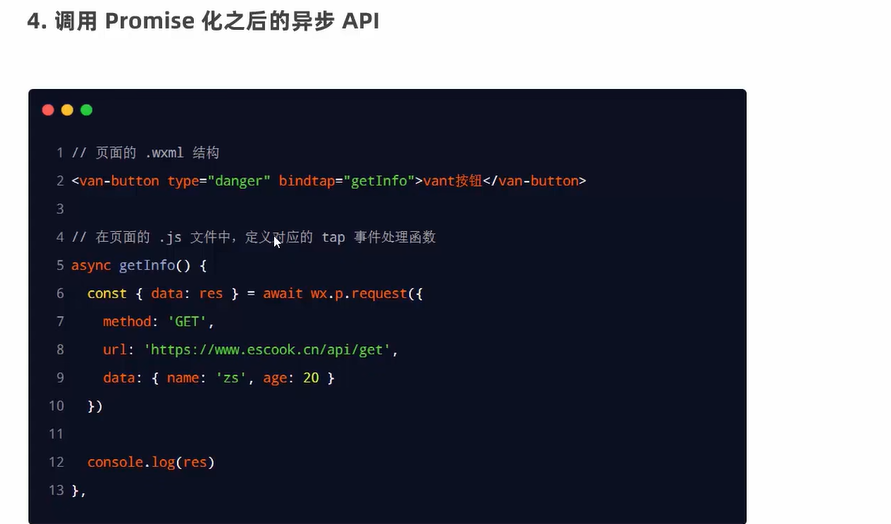 4. 调用 Promise 化之后的异步 API
1 // 页面的 .wxml 结构
2 <van-button type="danger" bindtap="getInfo">vant按钮</van-button>
3
4 // 在页面的 .js 文件中，定义对应的 tap 事件处理函数
5 async getInfo() {
6 const { data: res } = await wx.p.request({
7 method: 'GET',
8 url: 'https://www.escook.cn/api/get',
9 data: { name: 'zs', age: 20 }
10 })
11
12 console.log(res)
13 },